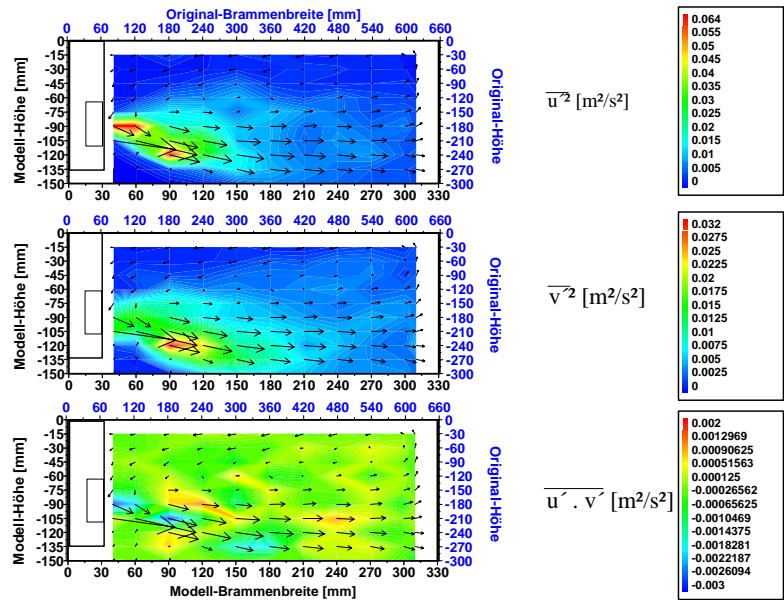 Original-Brammenbreite [mm]
0 60 120 180 240 300 360 420 480 540 600 660
Modell-Höhe [mm]
0 -15 -30 -45 -60 -75 -90 -105 -120 -135 -150
Original-Höhe
0 -30 -60 -90 -120 -150 -180 -210 -240 -270 -300
0 30 60 90 120 150 180 210 240 270 300 330
u´² [m²/s²]
0.064
0.055
0.05
0.045
0.04
0.035
0.03
0.025
0.02
0.015
0.01
0.005
0
0 60 120 180 240 300 360 420 480 540 600 660
Modell-Höhe [mm]
0 -15 -30 -45 -60 -75 -90 -105 -120 -135 -150
Original-Höhe
0 -30 -60 -90 -120 -150 -180 -210 -240 -270 -300
0 30 60 90 120 150 180 210 240 270 300 330
v´² [m²/s²]
0.032
0.0275
0.025
0.0225
0.02
0.0175
0.015
0.0125
0.01
0.0075
0.005
0.0025
0
0 60 120 180 240 300 360 420 480 540 600 660
Modell-Höhe [mm]
0 -15 -30 -45 -60 -75 -90 -105 -120 -135 -150
Original-Höhe
0 -30 -60 -90 -120 -150 -180 -210 -240 -270 -300
0 30 60 90 120 150 180 210 240 270 300 330
Modell-Brammenbreite [mm]
u´ . v´ [m²/s²]
0.002
0.0012969
0.00090625
0.00051563
0.000125
-0.00026562
-0.00065625
-0.0010469
-0.0014375
-0.0018281
-0.0022187
-0.0026094
-0.003